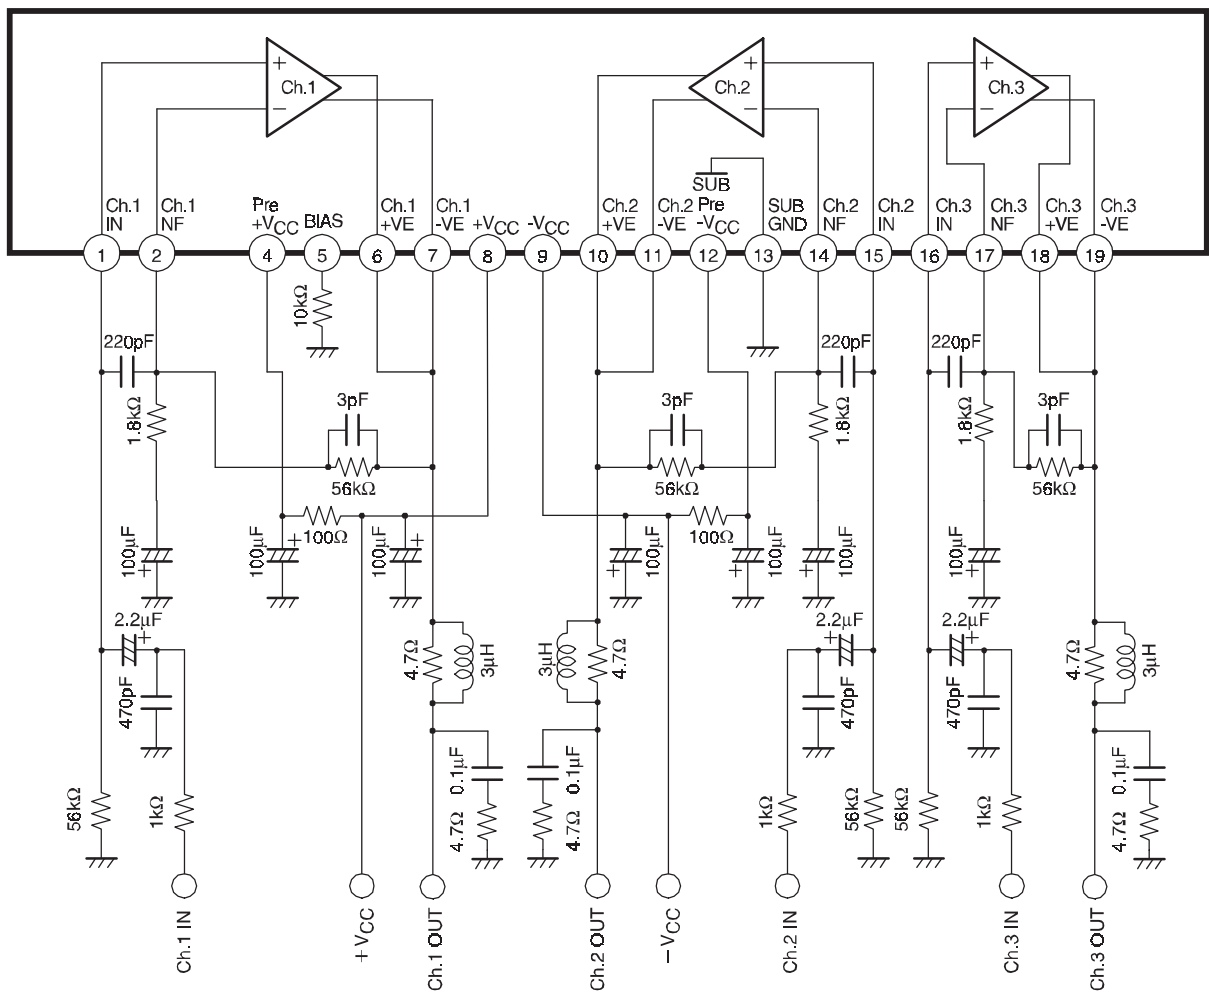 +
Ch.1
−
+
Ch.2
−
+
Ch.3
−
SUB
Ch.1
IN
Ch.1
NF
Pre
+VCC
BIAS
Ch.1
+VE
Ch.1
-VE
+VCC
-VCC
Ch.2
+VE
Ch.2
-VE
Pre
-VCC
SUB
GND
Ch.2
NF
Ch.2
IN
Ch.3
IN
Ch.3
NF
Ch.3
+VE
Ch.3
-VE
1
2
4
5
6
7
8
9
10
11
12
13
14
15
16
17
18
19
10kΩ
220pF
220pF
220pF
1.8kΩ
3pF
3pF
1.8kΩ
1.8kΩ
3pF
56kΩ
56kΩ
56kΩ
100Ω
100Ω
100µF
+
100µF
+
100µF
+
+
100µF
+
100µF
+
100µF
+
100µF
2.2µF
+
2.2µF
+
2.2µF
+
4.7Ω
3µH
3µH
4.7Ω
4.7Ω
3µH
470pF
470pF
470pF
0.1µF
0.1µF
0.1µF
56kΩ
1kΩ
4.7Ω
4.7Ω
1kΩ
56kΩ
56kΩ
1kΩ
4.7Ω
Ch.1 IN
+VCC
Ch.1 OUT
Ch.2 OUT
−VCC
Ch.2 IN
Ch.3 IN
Ch.3 OUT